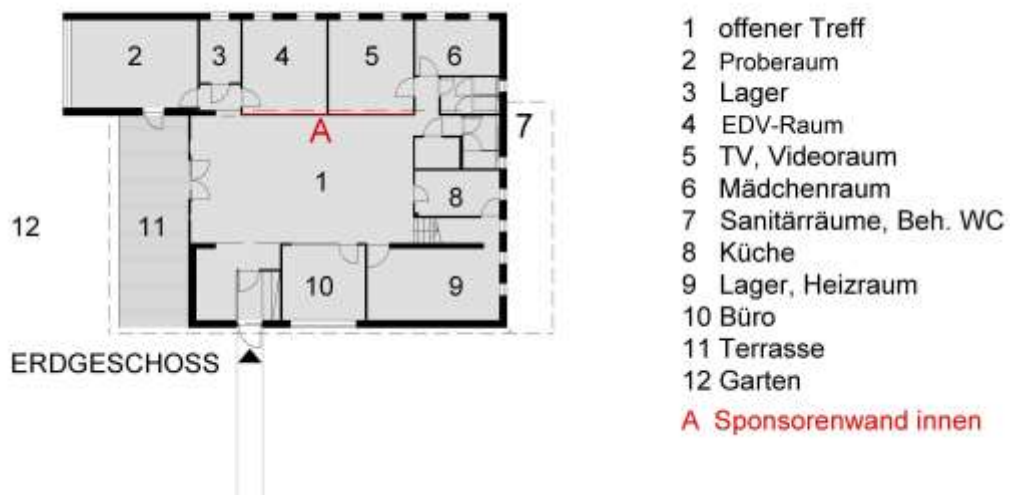 2
3
4
5
6
A
7
1
8
12
11
10
9
ERDGESCHOSS
1 offener Treff
2 Proberaum
3 Lager
4 EDV-Raum
5 TV, Videoraum
6 Mädchenraum
7 Sanitärräume, Beh. WC
8 Küche
9 Lager, Heizraum
10 Büro
11 Terrasse
12 Garten
A Sponsorenwand innen